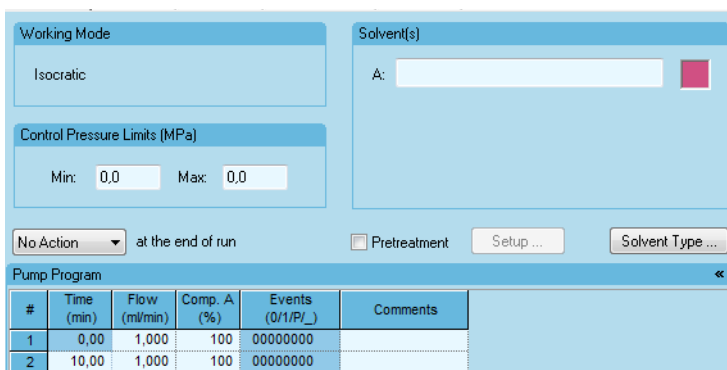 Working Mode
Isocratic
Solvent(s)
A:
Control Pressure Limits (MPa)
Min: 0,0 Max: 0,0
No Action at the end of run
Pretreatment Setup ... Solvent Type ...
Pump Program «
# Time (min) Flow (ml/min) Comp. A (%) Events (0/1/P/_) Comments
1 0,00 1,000 100 00000000
2 10,00 1,000 100 00000000